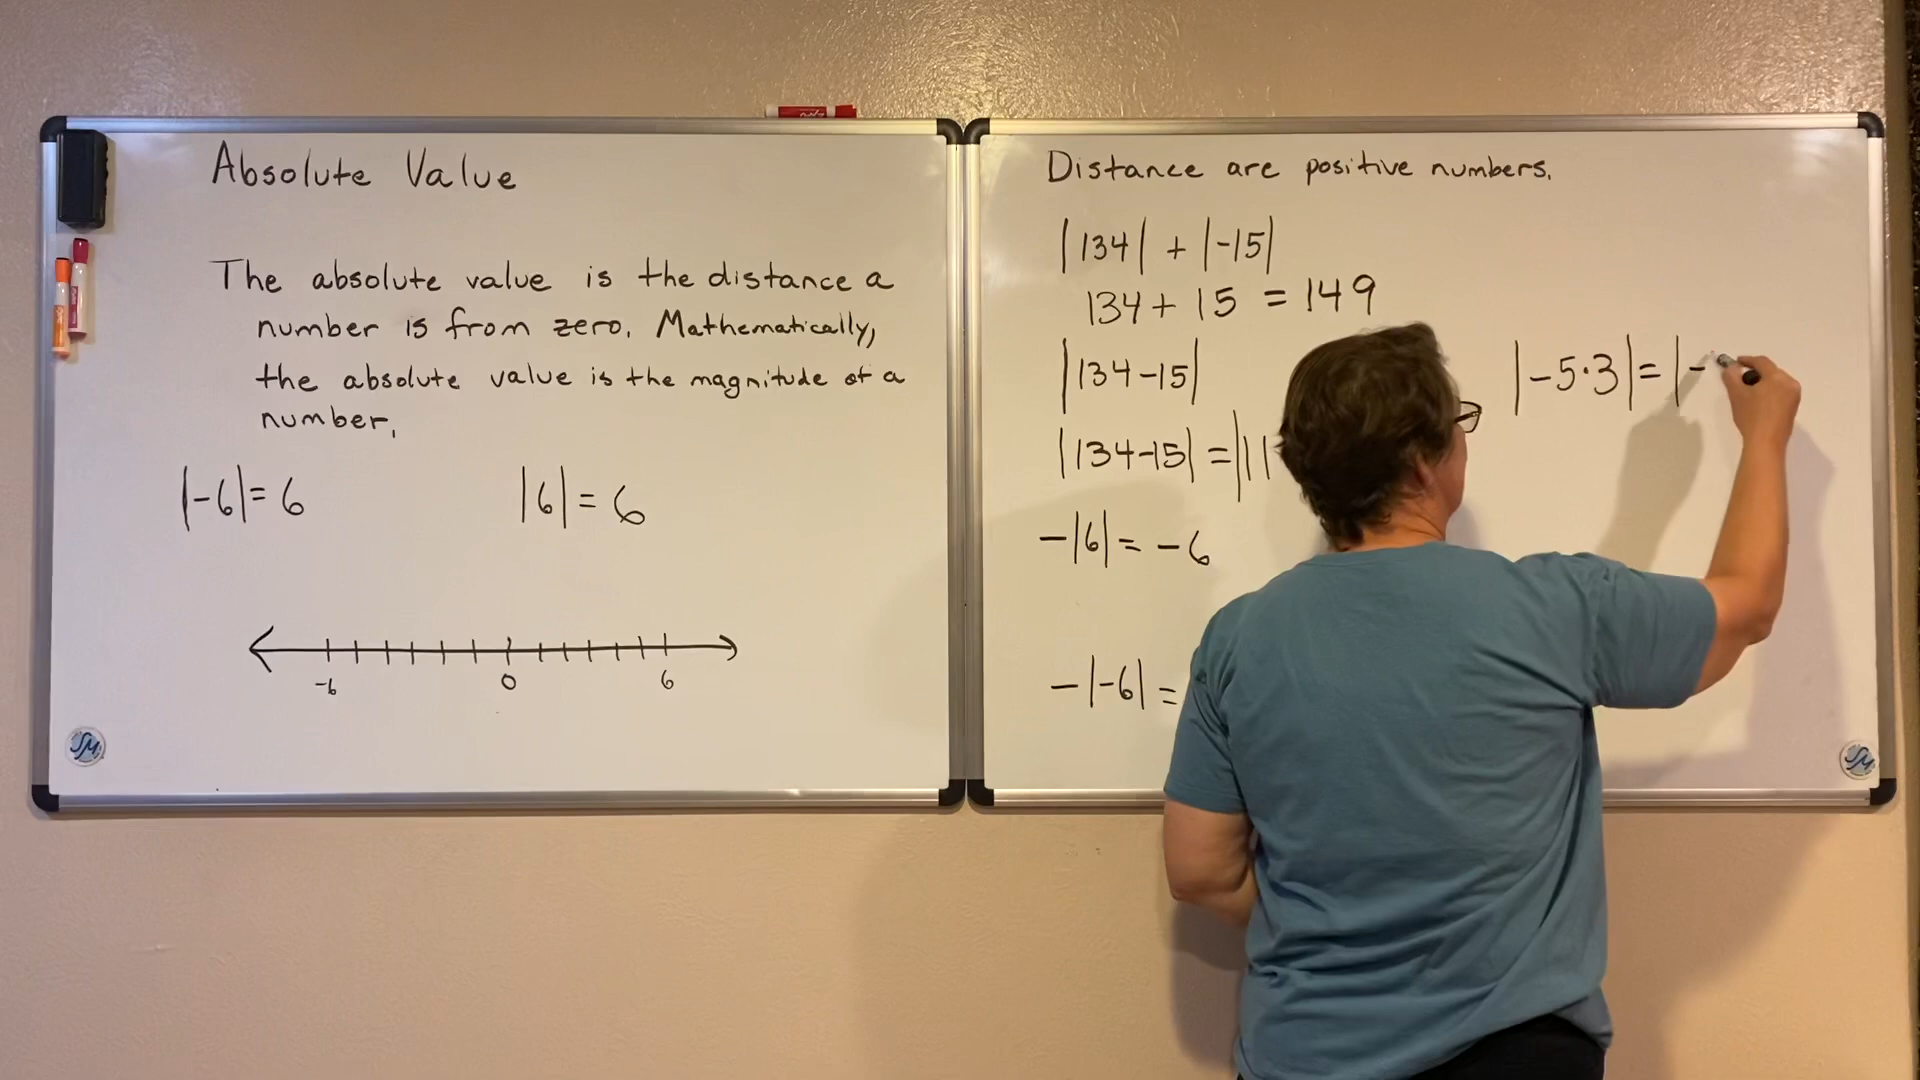 Absolute Value
The absolute value is the distance a
number is from zero. Mathematically,
the absolute value is the magnitude of a
number.
|-6| = 6 |6| = 6
-6 0 6
SM
Distance are positive numbers.
|134| + |-15|
134 + 15 = 149
|134-15|
|134-15| = |11
-|6| = -6
-|-6| =
|-5·3| = |-
SM